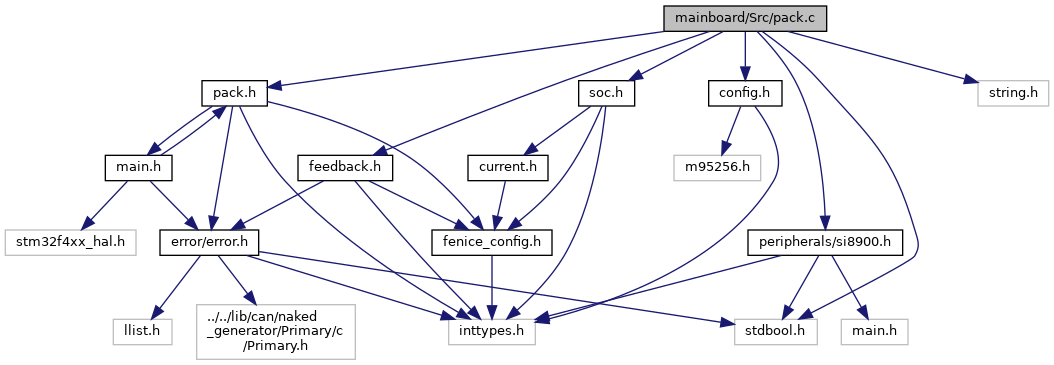 mainboard/Src/pack.c
pack.h
soc.h
config.h
string.h
main.h
feedback.h
current.h
m95256.h
stm32f4xx_hal.h
error/error.h
fenice_config.h
peripherals/si8900.h
llist.h
../../lib/can/naked
_generator/Primary/c
/Primary.h
inttypes.h
stdbool.h
main.h